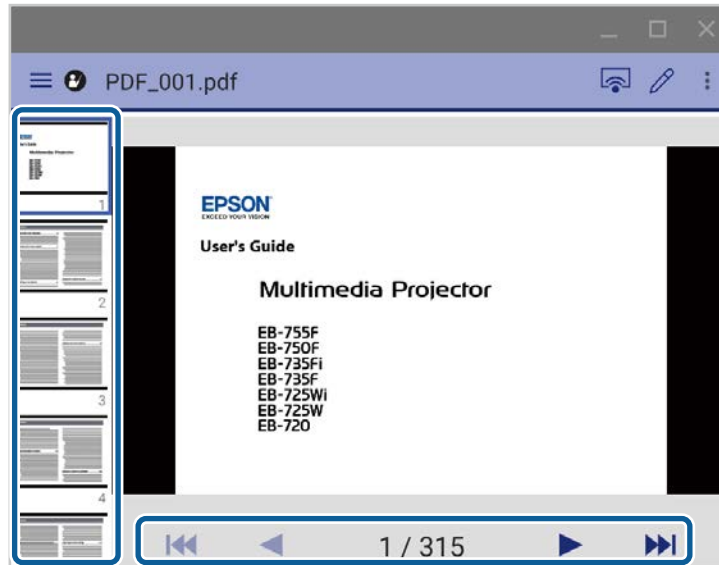 PDF_001.pdf
1
2
3
4
EPSON
EXCEED YOUR VISION
User's Guide
Multimedia Projector
EB-755F
EB-750F
EB-735Fi
EB-735F
EB-725Wi
EB-725W
EB-720
1 / 315